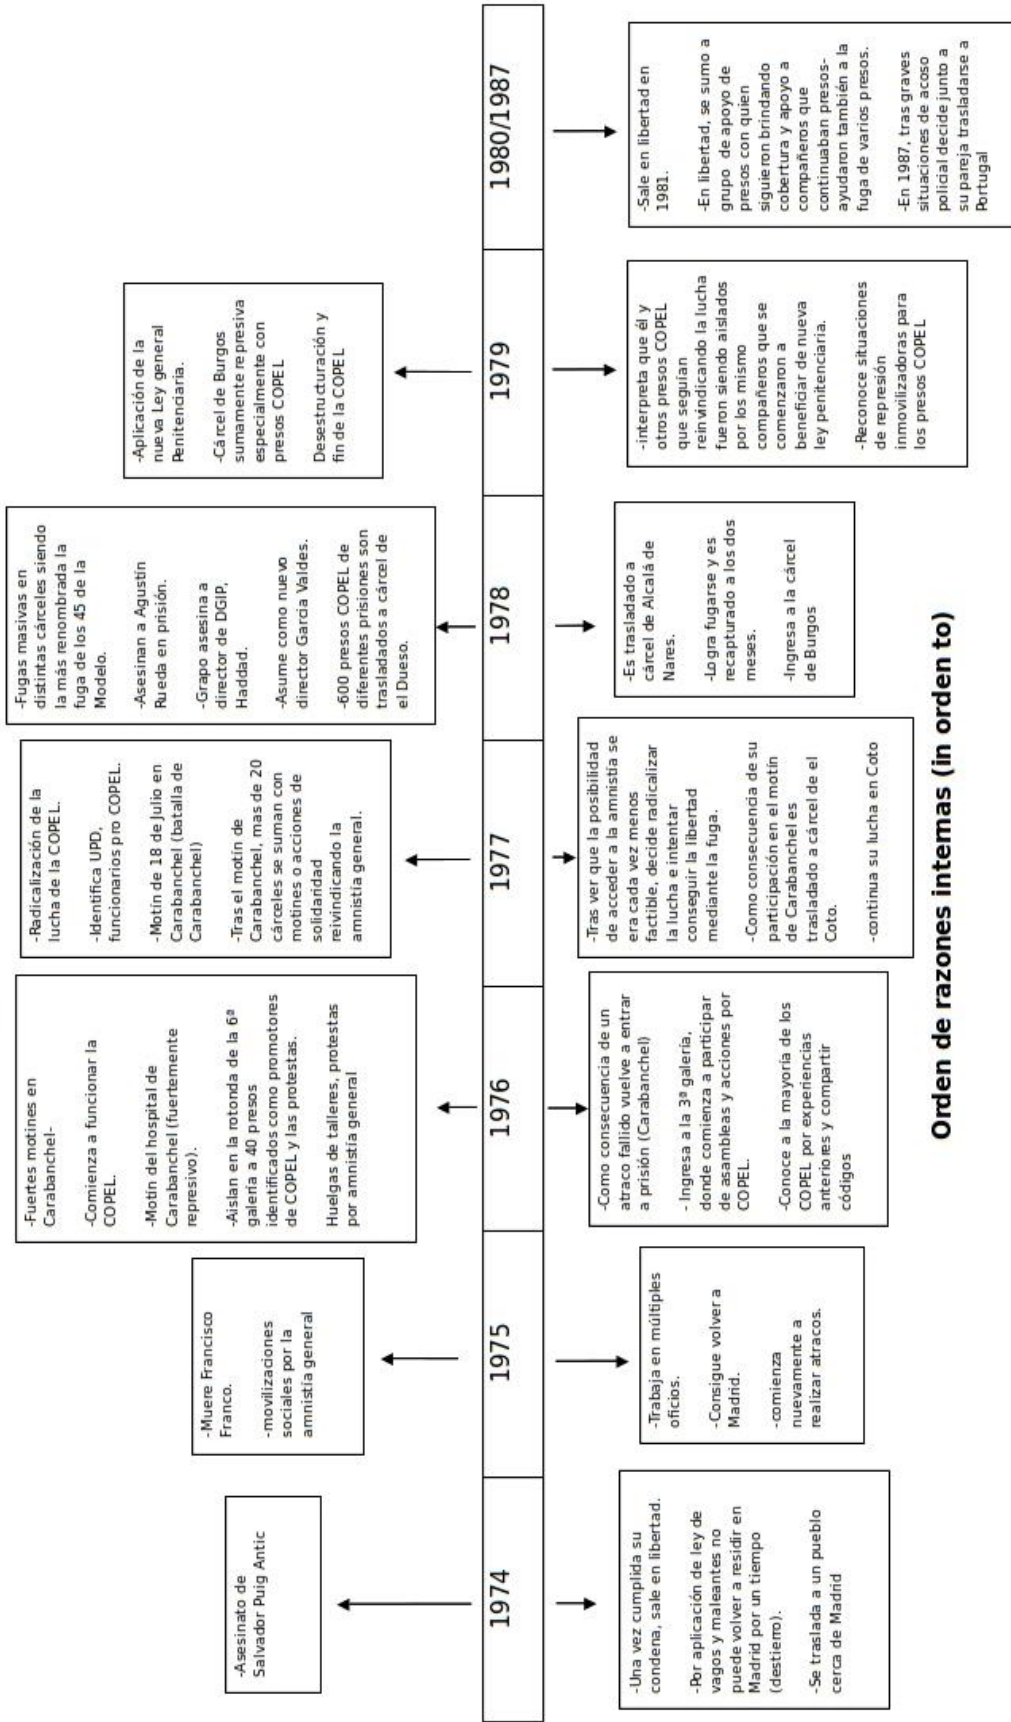 -Asesinato de
Salvador Puig Antic
-Muere Francisco
Franco.
-movilizaciones
sociales por la
amnistía general
-Fuertes motines en
Carabanchel-
-Comienza a funcionar la
COPEL.
-Motín del hospital de
Carabanchel (fuertemente
represivo).
-Aislan en la rotonda de la 6ª
galería a 40 presos
identificados como promotores
de COPEL y las protestas.
Huelgas de talleres, protestas
por amnistía general
-Radicalización de la
lucha de la COPEL.
-Identifica UPD,
funcionarios pro COPEL.
-Motín de 18 de Julio en
Carabanchel (batalla de
Carabanchel)
-Tras el motín de
Carabanchel, mas de 20
cárceles se suman con
motines o acciones de
solidaridad
reivindicando la
amnistía general.
-Fugas masivas en
distintas cárceles siendo
la más renombrada la
fuga de los 45 de la
Modelo.
-Asesinan a Agustín
Rueda en prisión.
-Grapo asesina a
director de DGIP,
Haddad.
-Asume como nuevo
director García Valdes.
-600 presos COPEL de
diferentes prisiones son
trasladados a cárcel de
el Dueso.
-Aplicación de la
nueva Ley general
Penitenciaria.
-Cárcel de Burgos
sumamente represiva
especialmente con
presos COPEL
Desestructuración y
fin de la COPEL
1974
1975
1976
1977
1978
1979
1980/1987
-Una vez cumplida su
condena, sale en libertad.
-Por aplicación de ley de
vagos y maleantes no
puede volver a residir en
Madrid por un tiempo
(destierro).
-Se traslada a un pueblo
cerca de Madrid
-Trabaja en múltiples
oficios.
-Consigue volver a
Madrid.
-comienza
nuevamente a
realizar atracos.
-Como consecuencia de un
atraco fallido vuelve a entrar
a prisión (Carabanchel)
- Ingresa a la 3ª galería,
donde comienza a participar
de asambleas y acciones por
COPEL.
-Conoce a la mayoría de los
COPEL por experiencias
anteriores y compartir
códigos
-Tras ver que la posibilidad
de acceder a la amnistía se
era cada vez menos
factible, decide radicalizar
la lucha e intentar
conseguir la libertad
mediante la fuga.
-Como consecuencia de su
participación en el motín
de Carabanchel es
trasladado a cárcel de el
Coto.
-continua su lucha en Coto
-Es trasladado a
cárcel de Alcalá de
Nares.
-Logra fugarse y es
recapturado a los dos
meses.
-Ingresa a la cárcel
de Burgos
-interpreta que él y
otros presos COPEL
que seguían
reinvindicando la lucha
fueron siendo aislados
por los mismo
compañeros que se
comenzaron a
beneficiar de nueva
ley penitenciaria.
-Reconoce situaciones
de represión
inmovilizadoras para
los presos COPEL
-Sale en libertad en
1981.
-En libertad, se sumo a
grupo de apoyo de
presos con quien
siguieron brindando
cobertura y apoyo a
compañeros que
continuaban presos-
ayudaron también a la
fuga de varios presos.
-En 1987, tras graves
situaciones de acoso
policial decide junto a
su pareja trasladarse a
Portugal
Orden de razones internas (in orden to)